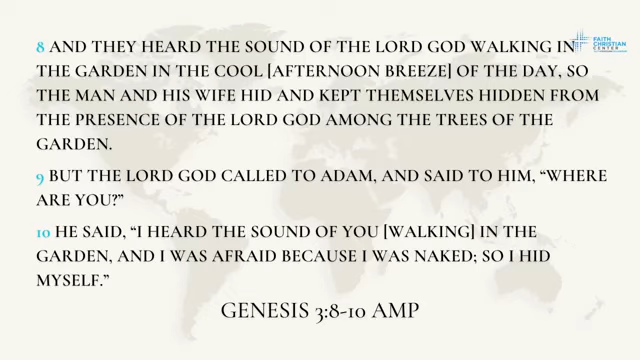 FAITH
CHRISTIAN
CENTER
8 AND THEY HEARD THE SOUND OF THE LORD GOD WALKING IN
THE GARDEN IN THE COOL [AFTERNOON BREEZE] OF THE DAY, SO
THE MAN AND HIS WIFE HID AND KEPT THEMSELVES HIDDEN FROM
THE PRESENCE OF THE LORD GOD AMONG THE TREES OF THE
GARDEN.
9 BUT THE LORD GOD CALLED TO ADAM, AND SAID TO HIM, “WHERE
ARE YOU?”
10 HE SAID, “I HEARD THE SOUND OF YOU [WALKING] IN THE
GARDEN, AND I WAS AFRAID BECAUSE I WAS NAKED; SO I HID
MYSELF.”
GENESIS 3:8-10 AMP